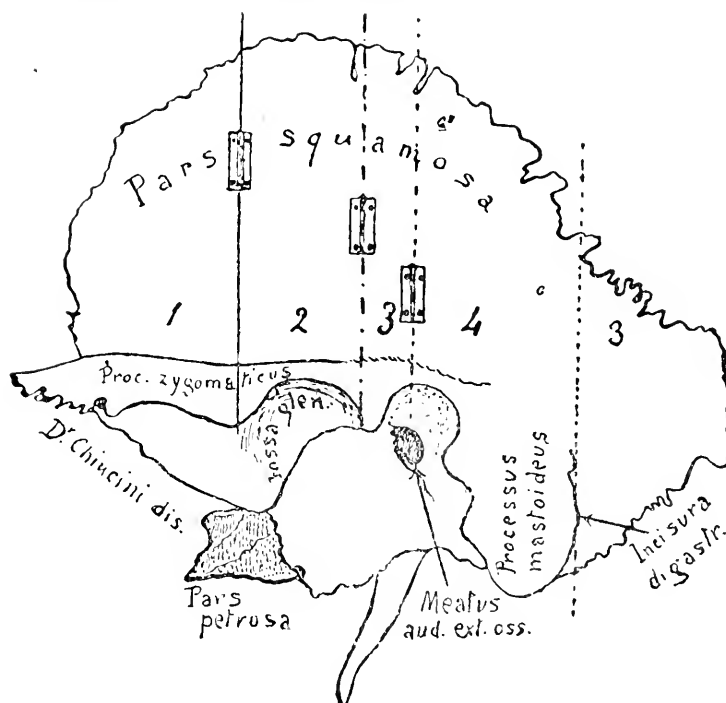 Pars squamosa
c'
c
1 2 3 4 3
Proc. zygomaticus
Fossa glen.
Dr Chiucini dis.
Pars
petrosa
Meatus
aud. ext. oss.
Processus
mastoideus
Incisura
digastr.